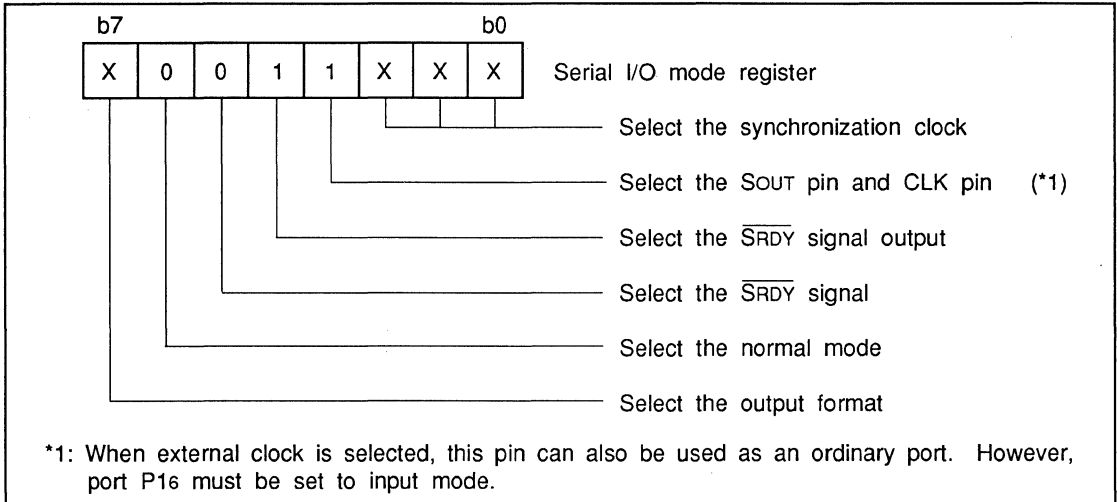 b7 b0
X 0 0 1 1 X X X Serial I/O mode register
Select the synchronization clock
Select the SOUT pin and CLK pin (*1)
Select the S̅R̅D̅Y̅ signal output
Select the S̅R̅D̅Y̅ signal
Select the normal mode
Select the output format
*1: When external clock is selected, this pin can also be used as an ordinary port. However,
port P16 must be set to input mode.